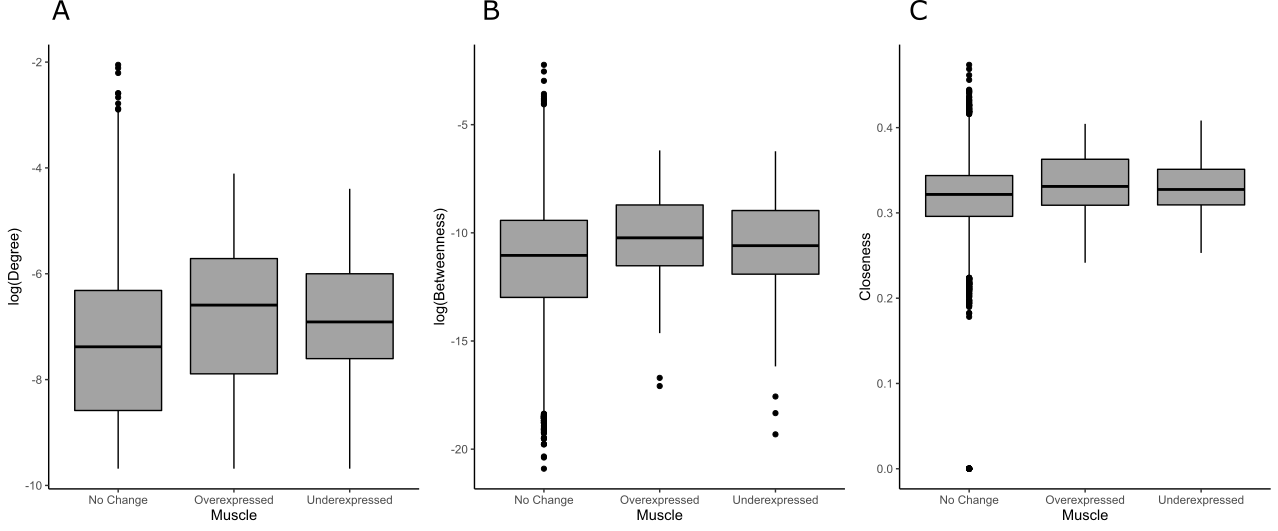 A
log(Degree)
-2
-4
-6
-8
-10
No Change
Overexpressed
Underexpressed
Muscle
B
log(Betweenness)
-5
-10
-15
-20
No Change
Overexpressed
Underexpressed
Muscle
C
Closeness
0.4
0.3
0.2
0.1
0.0
No Change
Overexpressed
Underexpressed
Muscle